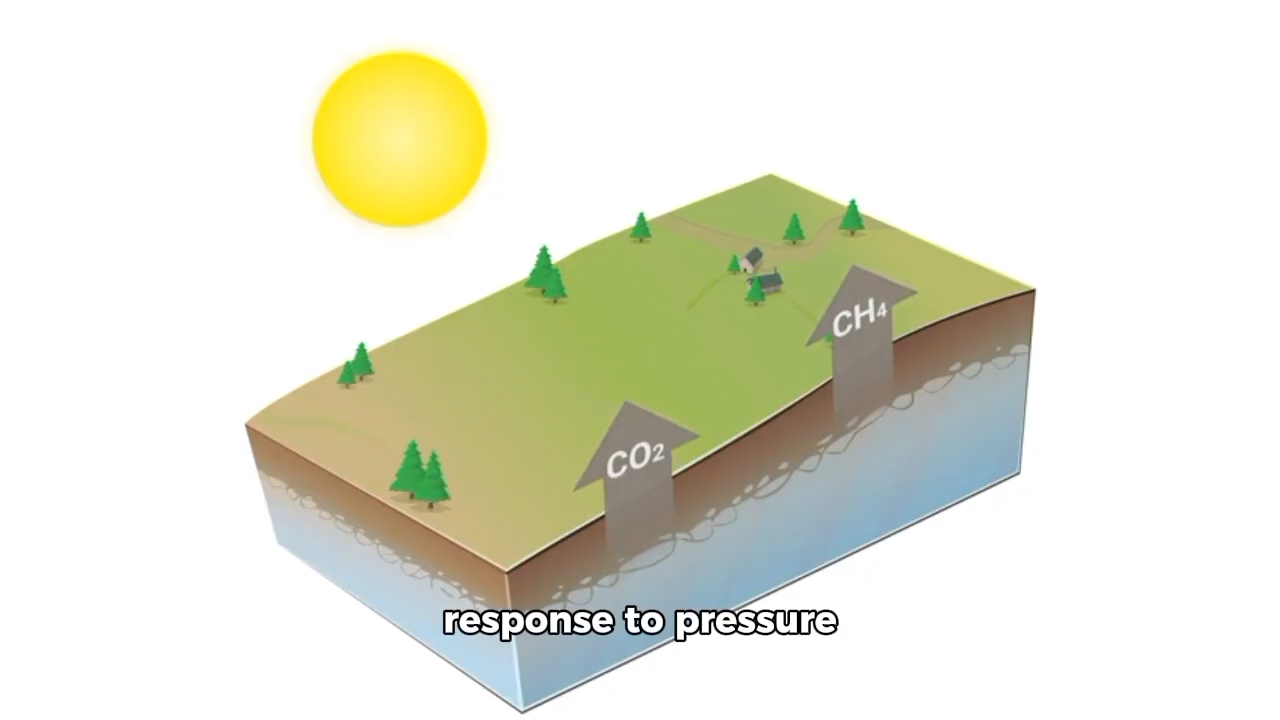 CH₄
CO₂
response to pressure